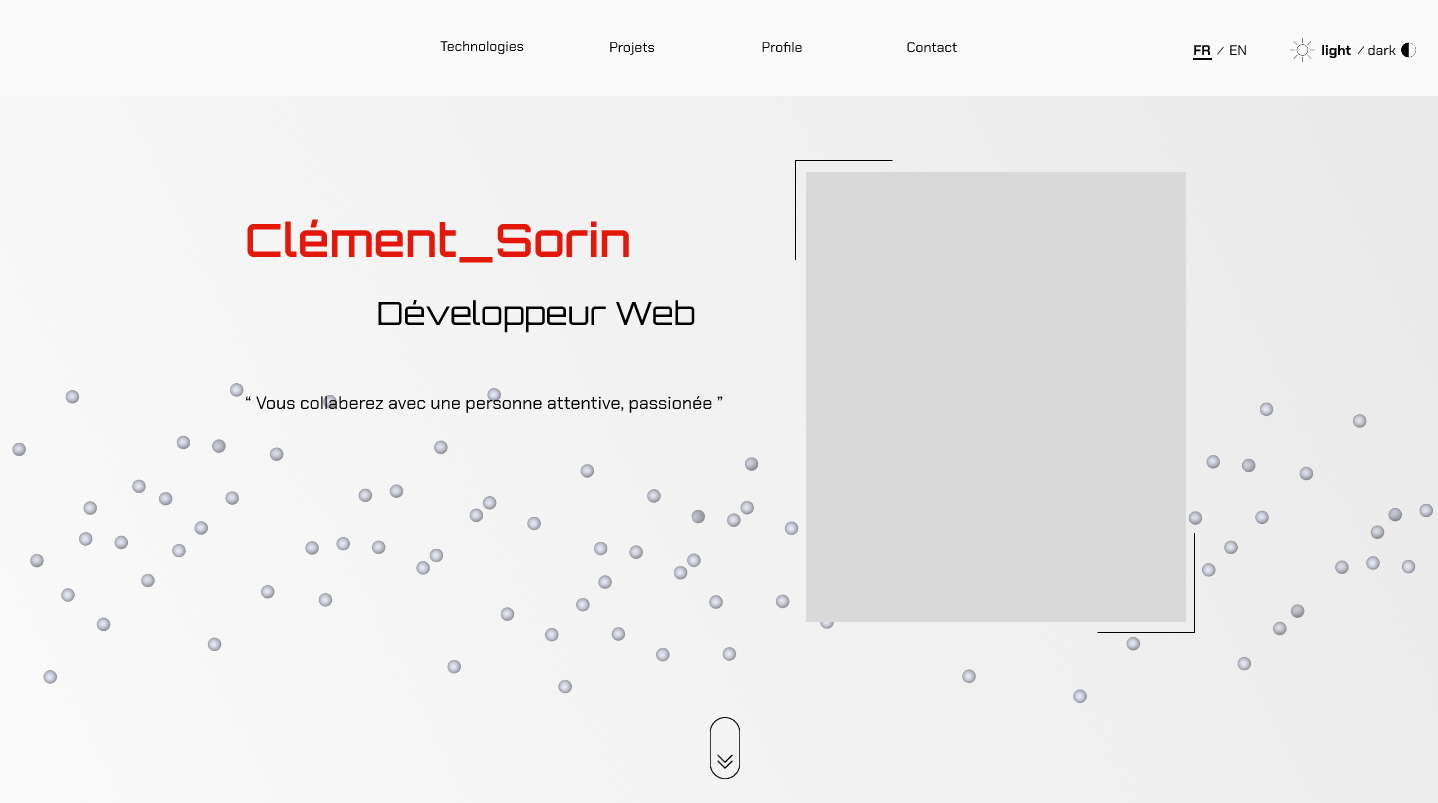 Technologies Projets Profile Contact FR / EN light / dark
Clément_Sorin
Développeur Web
“ Vous collaberez avec une personne attentive, passionée ”